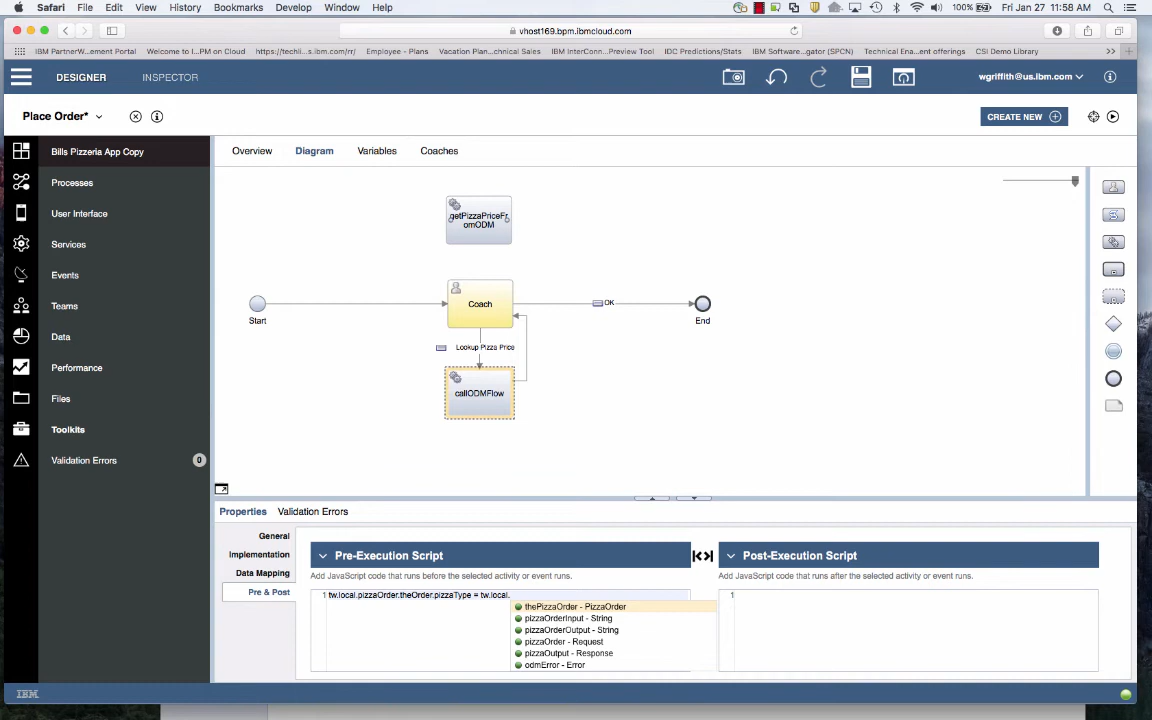 Safari File Edit View History Bookmarks Develop Window Help 100% Fri Jan 27 11:58 AM
vhost169.bpm.ibmcloud.com
IBM PartnerW...ement Portal Welcome to I...PM on Cloud https://techli...s.ibm.com/rr/ Employee - Plans Vacation Plan...chnical Sales IBM InterConn...Preview Tool IDC Predictions/Stats IBM Software...gator (SPCN) Technical Ena...ent offerings CSI Demo Library >> +
DESIGNER INSPECTOR wgriffith@us.ibm.com
Place Order* CREATE NEW
Bills Pizzeria App Copy
Processes
User Interface
Services
Events
Teams
Data
Performance
Files
Toolkits
Validation Errors 0
Overview Diagram Variables Coaches
getPizzaPriceFr
omODM
Start
Coach
OK
End
Lookup Pizza Price
callODMFlow
Properties Validation Errors
General
Implementation
Data Mapping
Pre & Post
Pre-Execution Script
Add JavaScript code that runs before the selected activity or event runs.
1 tw.local.pizzaOrder.theOrder.pizzaType = tw.local.
thePizzaOrder - PizzaOrder
pizzaOrderInput - String
pizzaOrderOutput - String
pizzaOrder - Request
pizzaOutput - Response
odmError - Error
Post-Execution Script
Add JavaScript code that runs after the selected activity or event runs.
1
IBM